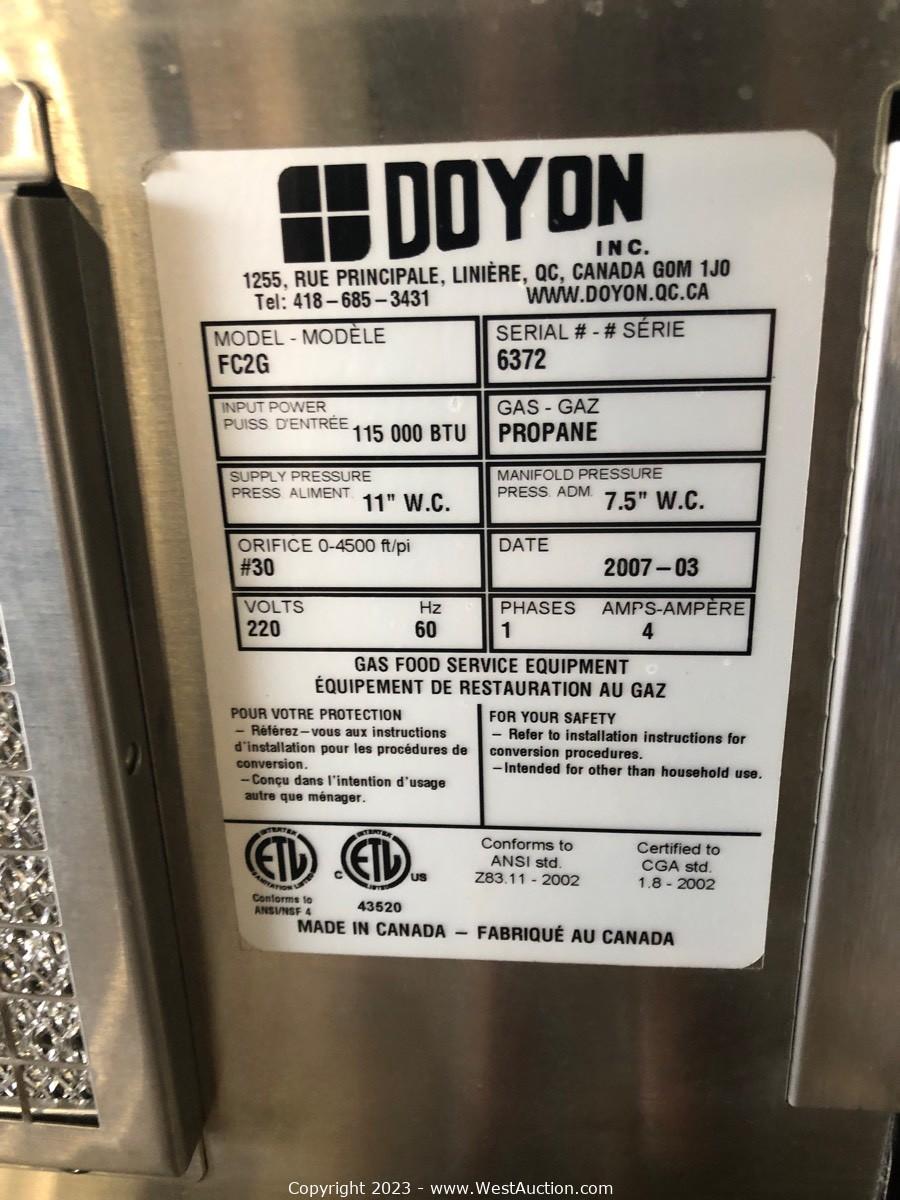 DOYON
INC.
1255, RUE PRINCIPALE, LINIÈRE, QC, CANADA G0M 1J0
Tel: 418-685-3431 WWW.DOYON.QC.CA
MODEL - MODÈLE
FC2G
SERIAL # - # SÉRIE
6372
INPUT POWER
PUISS. D'ENTRÉE 115 000 BTU
GAS - GAZ
PROPANE
SUPPLY PRESSURE
PRESS. ALIMENT. 11" W.C.
MANIFOLD PRESSURE
PRESS. ADM. 7.5" W.C.
ORIFICE 0-4500 ft/pi
#30
DATE
2007-03
VOLTS Hz
220 60
PHASES AMPS-AMPÈRE
1 4
GAS FOOD SERVICE EQUIPMENT
ÉQUIPEMENT DE RESTAURATION AU GAZ
POUR VOTRE PROTECTION
- Référez-vous aux instructions
d'installation pour les procédures de
conversion.
- Conçu dans l'intention d'usage
autre que ménager.
FOR YOUR SAFETY
- Refer to installation instructions for
conversion procedures.
- Intended for other than household use.
INTERTEK
ETL
SANITATION LISTED
Conforms to
ANSI/NSF 4
INTERTEK
C ETL US
LISTED
43520
Conforms to
ANSI std.
Z83.11 - 2002
Certified to
CGA std.
1.8 - 2002
MADE IN CANADA - FABRIQUÉ AU CANADA
Copyright 2023 - www.WestAuction.com